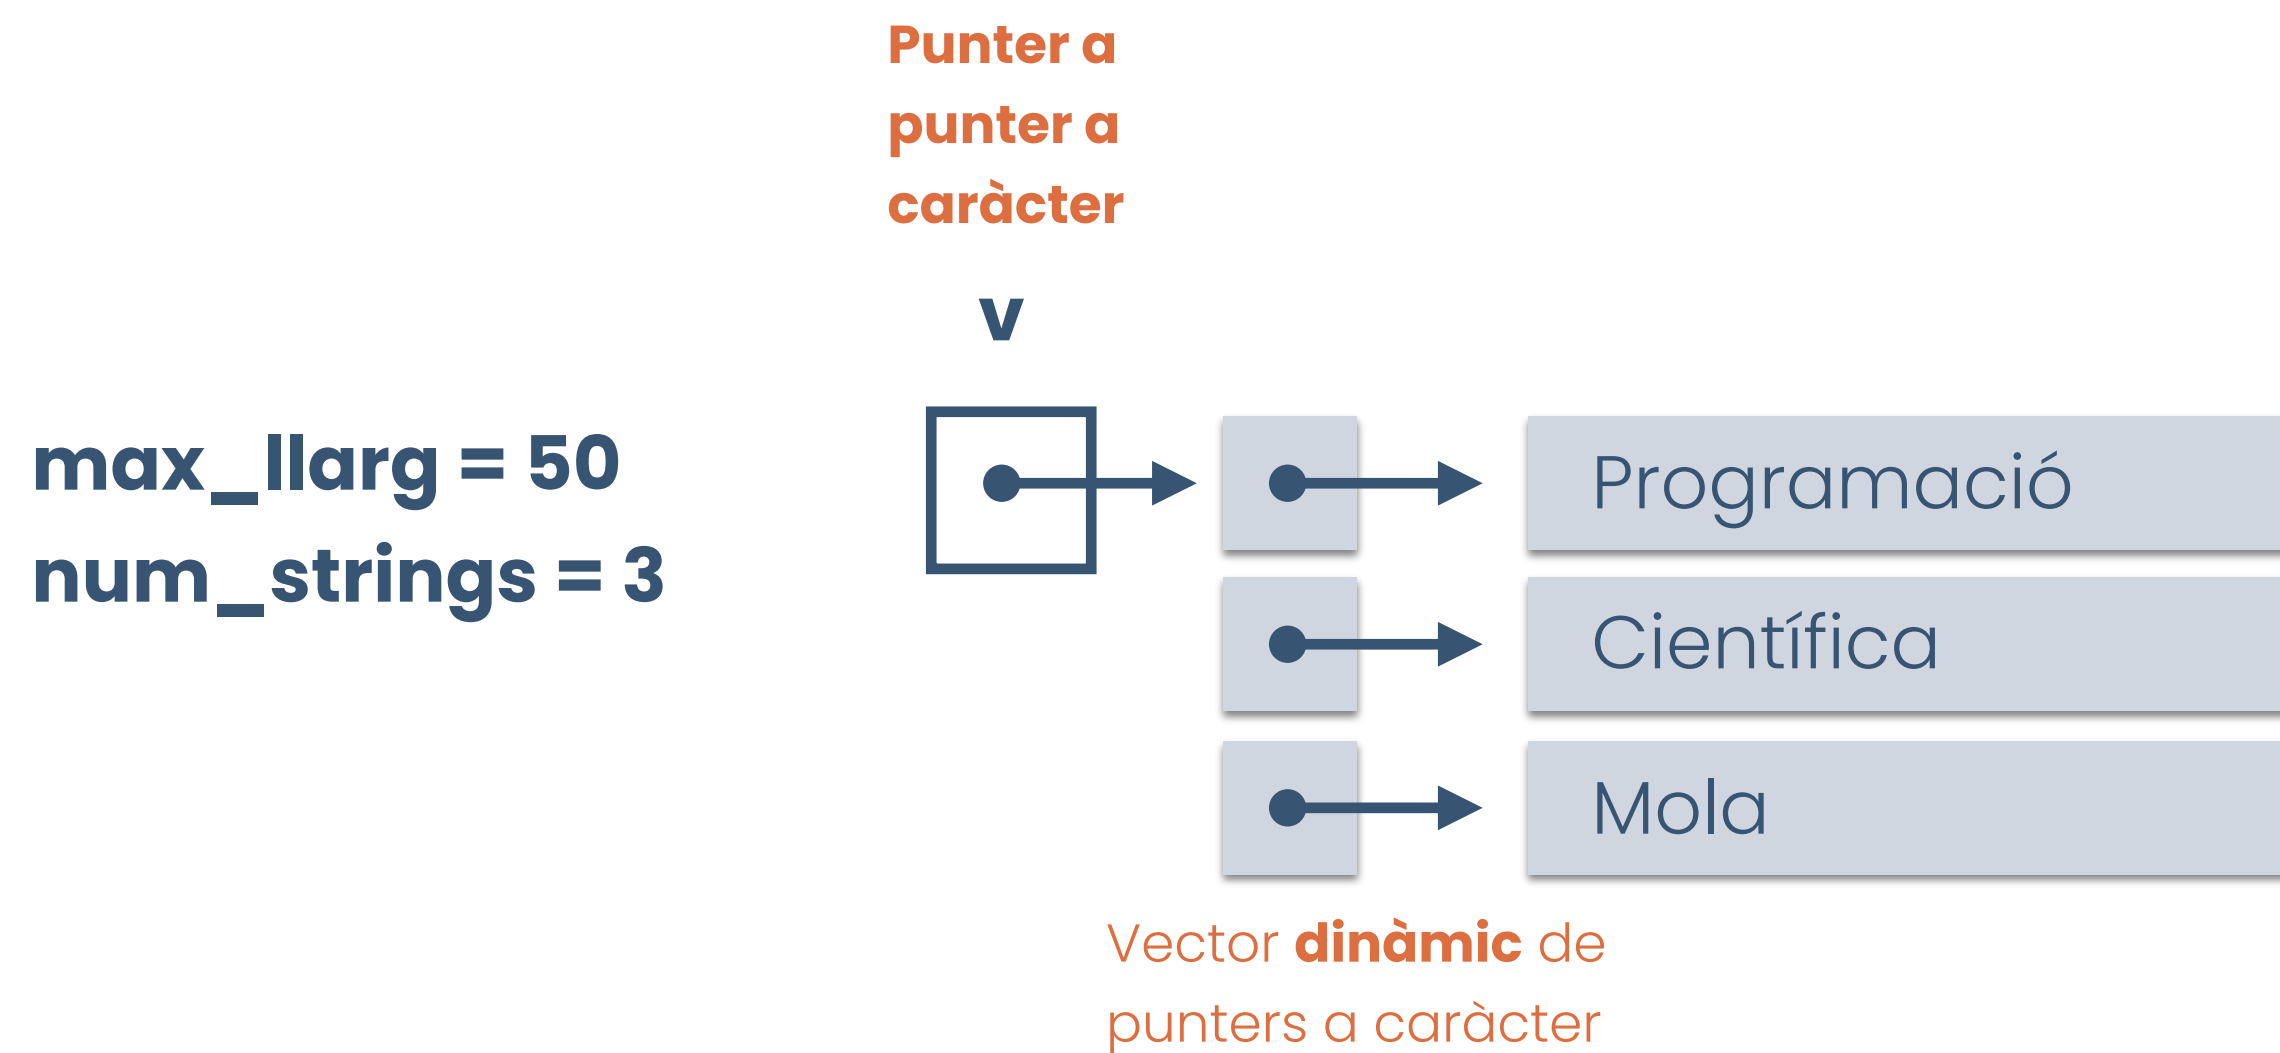 Punter a
punter a
caràcter
v
max_llarg = 50
num_strings = 3
Programació
Científica
Mola
Vector dinàmic de
punters a caràcter